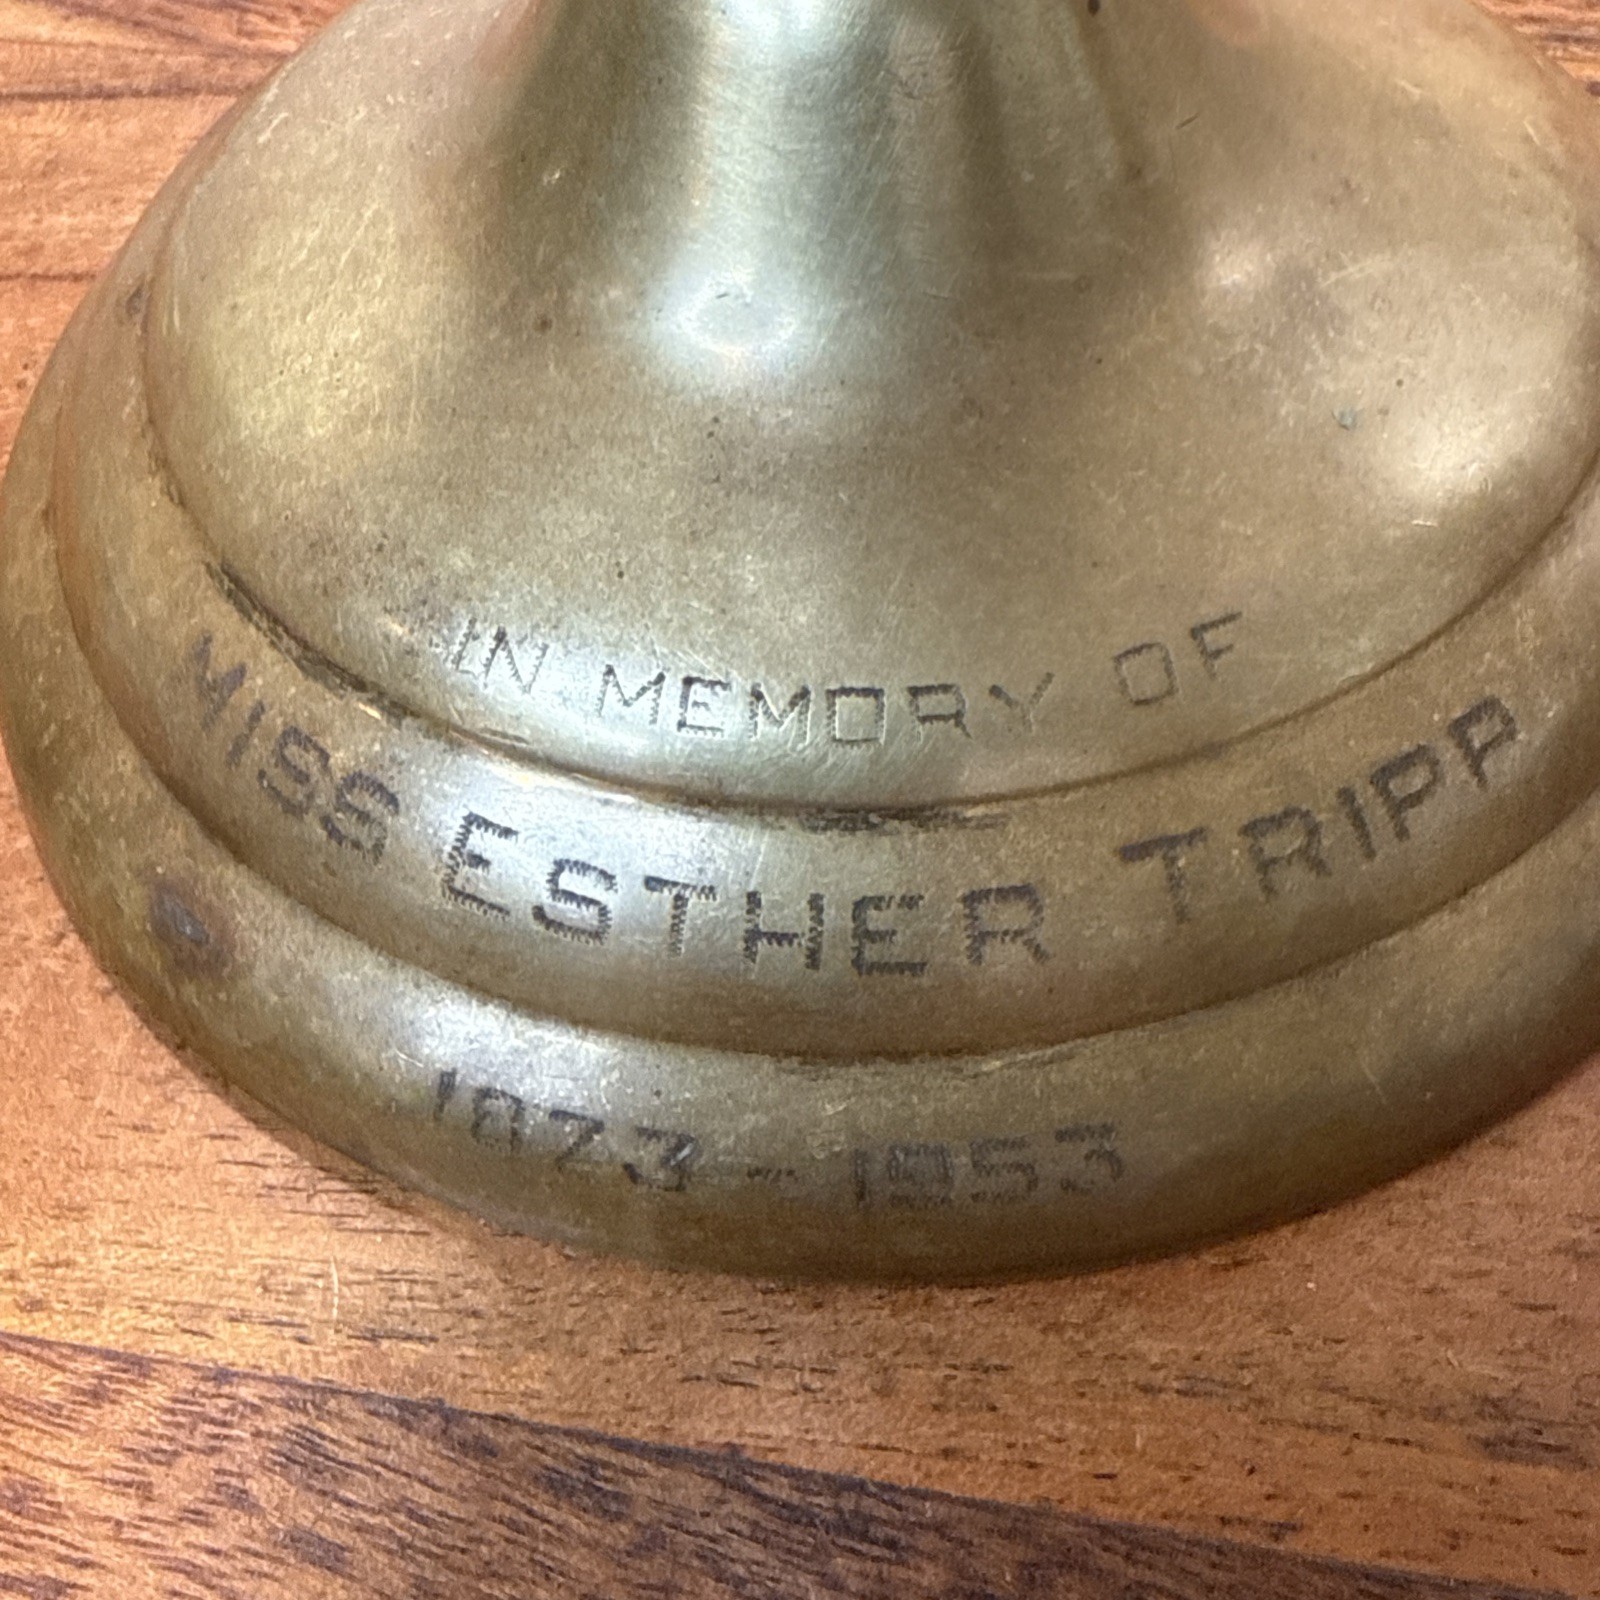 IN MEMORY OF
MISS ESTHER TRIPP
1873 - 1953